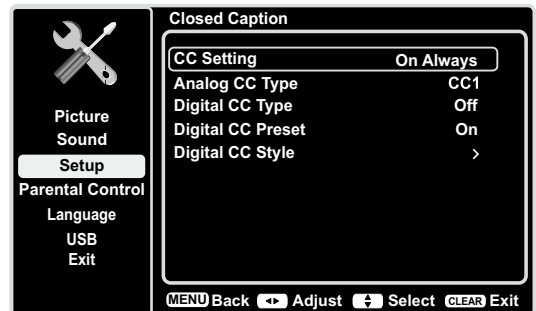 Closed Caption
CC Setting On Always
Analog CC Type CC1
Digital CC Type Off
Digital CC Preset On
Digital CC Style >
Picture
Sound
Setup
Parental Control
Language
USB
Exit
MENU Back Adjust Select CLEAR Exit